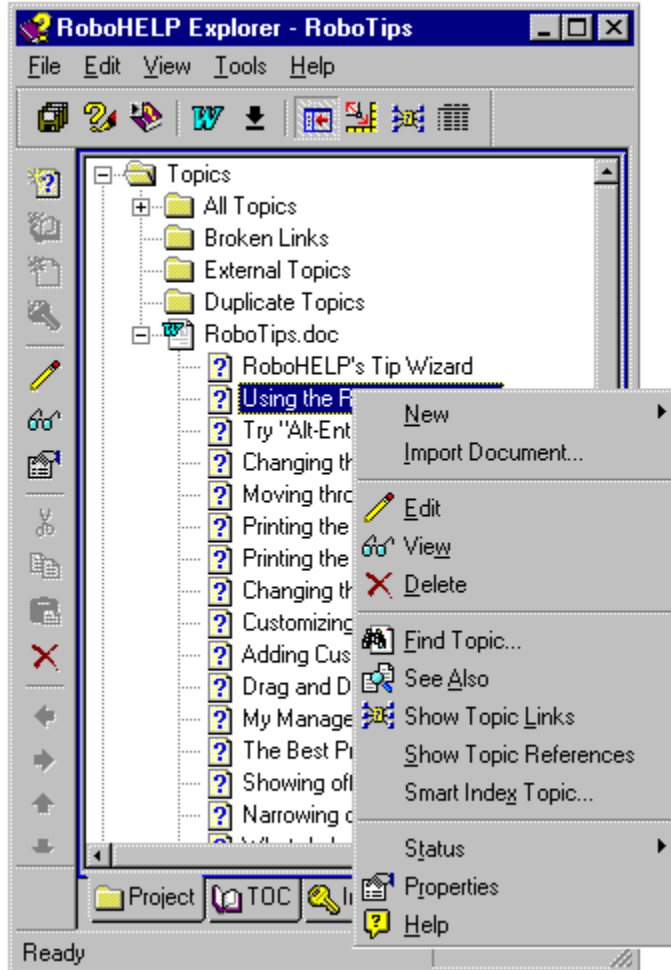 RoboHELP Explorer - RoboTips
File Edit View Tools Help
Topics
All Topics
Broken Links
External Topics
Duplicate Topics
RoboTips.doc
RoboHELP's Tip Wizard
Using the
Try "Alt-Ent
Changing th
Moving thro
Printing the
Printing the
Changing th
Customizing
Adding Cus
Drag and D
My Manage
The Best P
Showing of
Narrowing
New
Import Document...
Edit
View
Delete
Find Topic...
See Also
Show Topic Links
Show Topic References
Smart Index Topic...
Status
Properties
Help
Project TOC
Ready